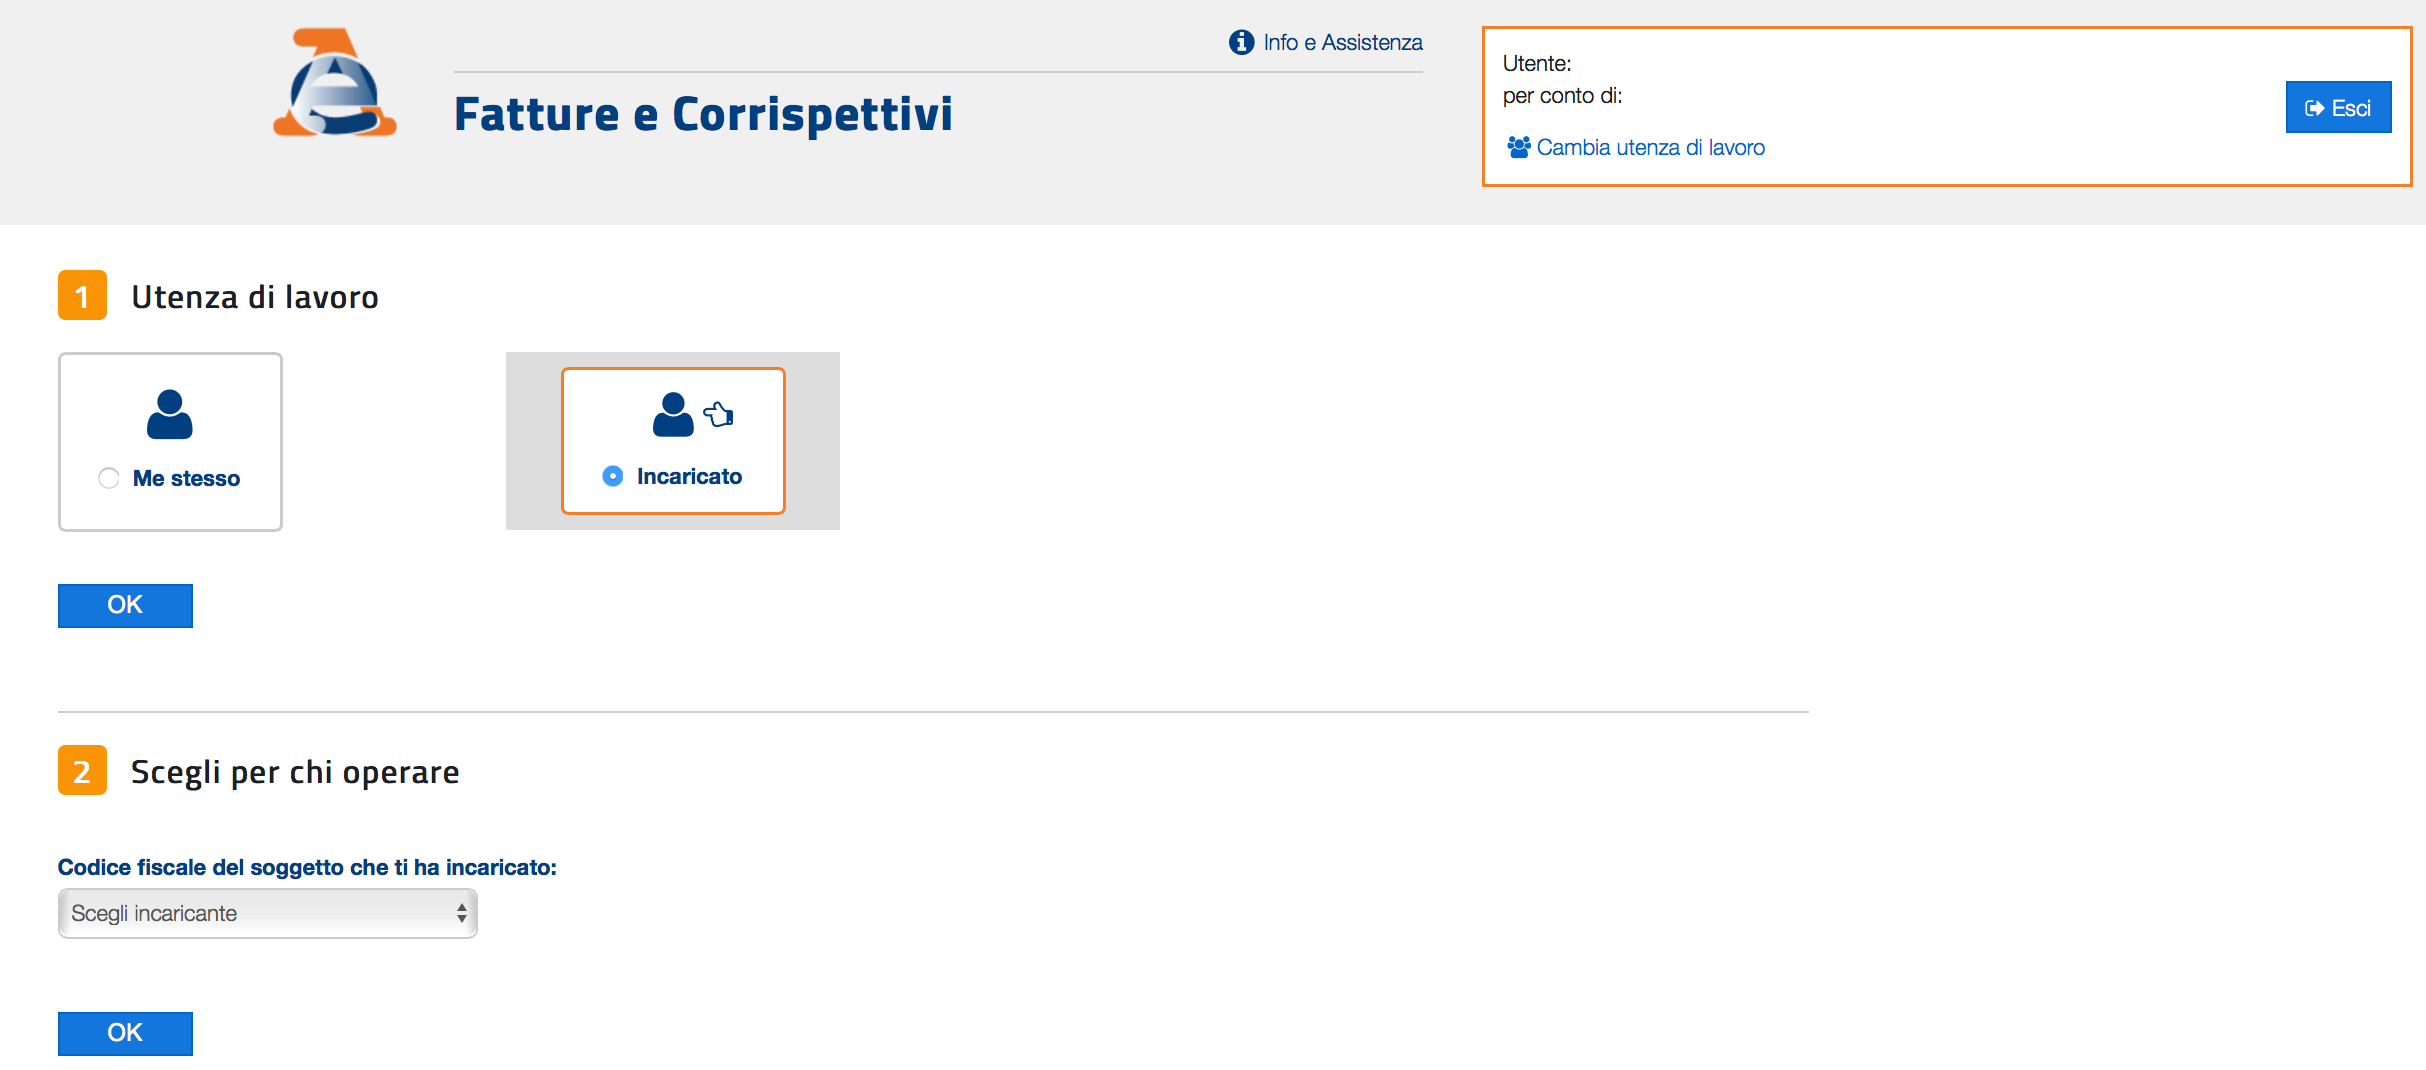 Info e Assistenza
Fatture e Corrispettivi
Utente:
per conto di:
Cambia utenza di lavoro
Esci
1 Utenza di lavoro
Me stesso
Incaricato
OK
2 Scegli per chi operare
Codice fiscale del soggetto che ti ha incaricato:
Scegli incaricante
OK